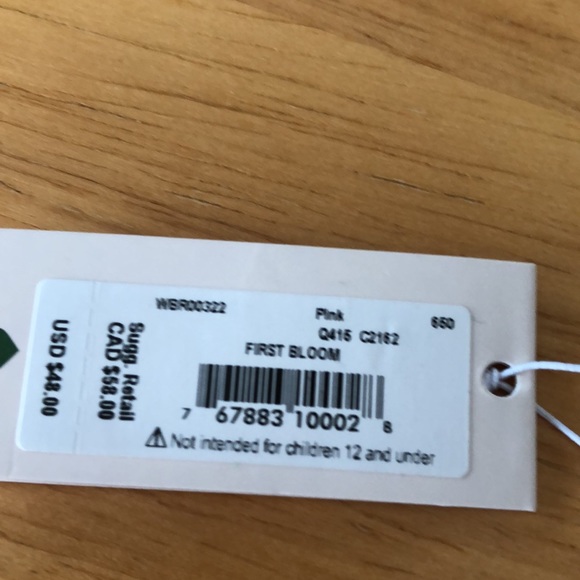 WBR00322 Pink 650
Q415 C2162
FIRST BLOOM
7 67883 10002 8
Not intended for children 12 and under
Sugg. Retail
CAD $58.00
USD $48.00